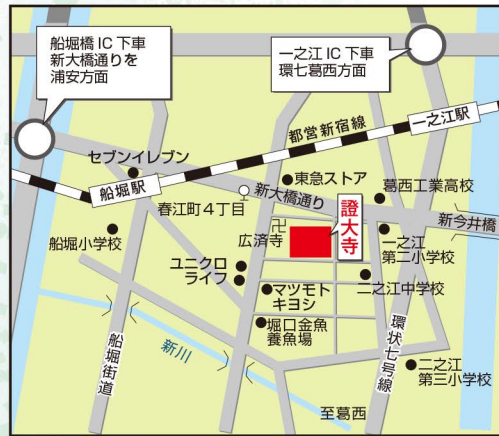 船堀橋 IC 下車
新大橋通りを
浦安方面
一之江 IC 下車
環七葛西方面
一之江駅
都営新宿線
セブンイレブン
船堀駅
東急ストア
葛西工業高校
春江町4丁目
新大橋通り
證大寺
新今井橋
船堀小学校
卍
広済寺
一之江
第二小学校
ユニクロ
ライフ
マツモト
キヨシ
二之江中学校
堀口金魚
養魚場
船堀街道
新川
環状七号線
二之江
第三小学校
至葛西